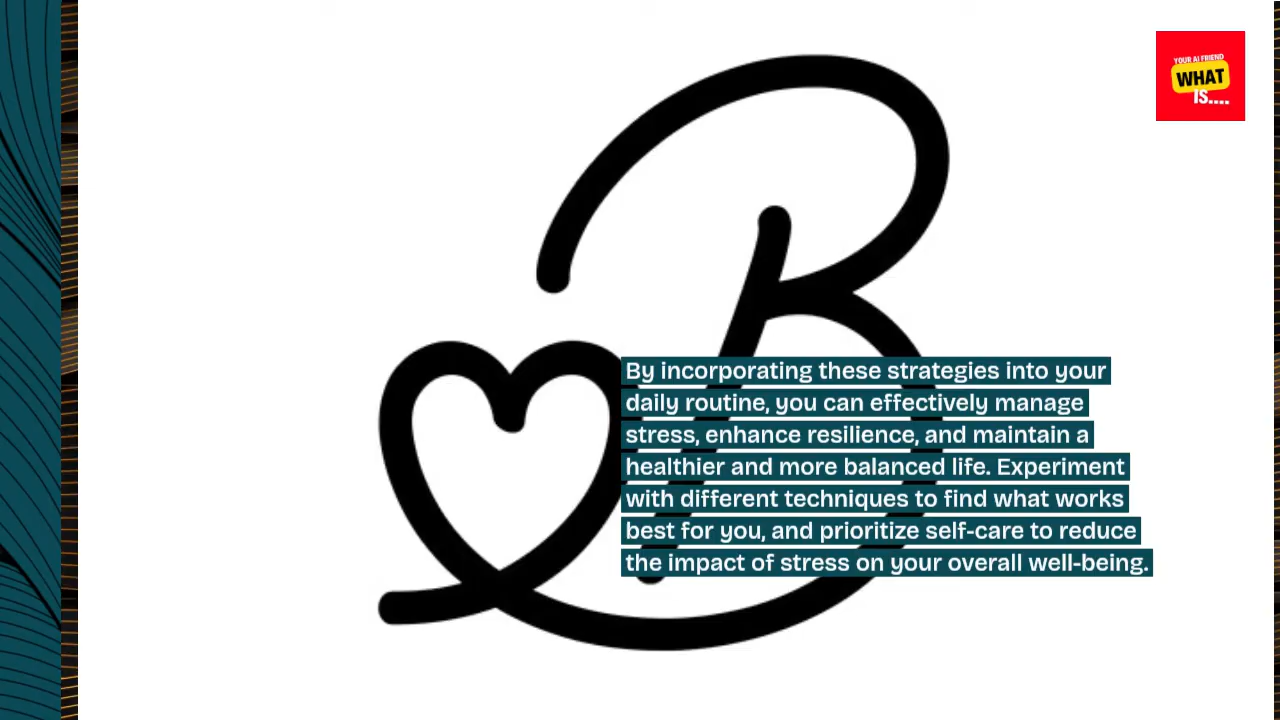 YOUR AI FRIEND
WHAT
IS....
B
By incorporating these strategies into your
daily routine, you can effectively manage
stress, enhance resilience, and maintain a
healthier and more balanced life. Experiment
with different techniques to find what works
best for you, and prioritize self-care to reduce
the impact of stress on your overall well-being.